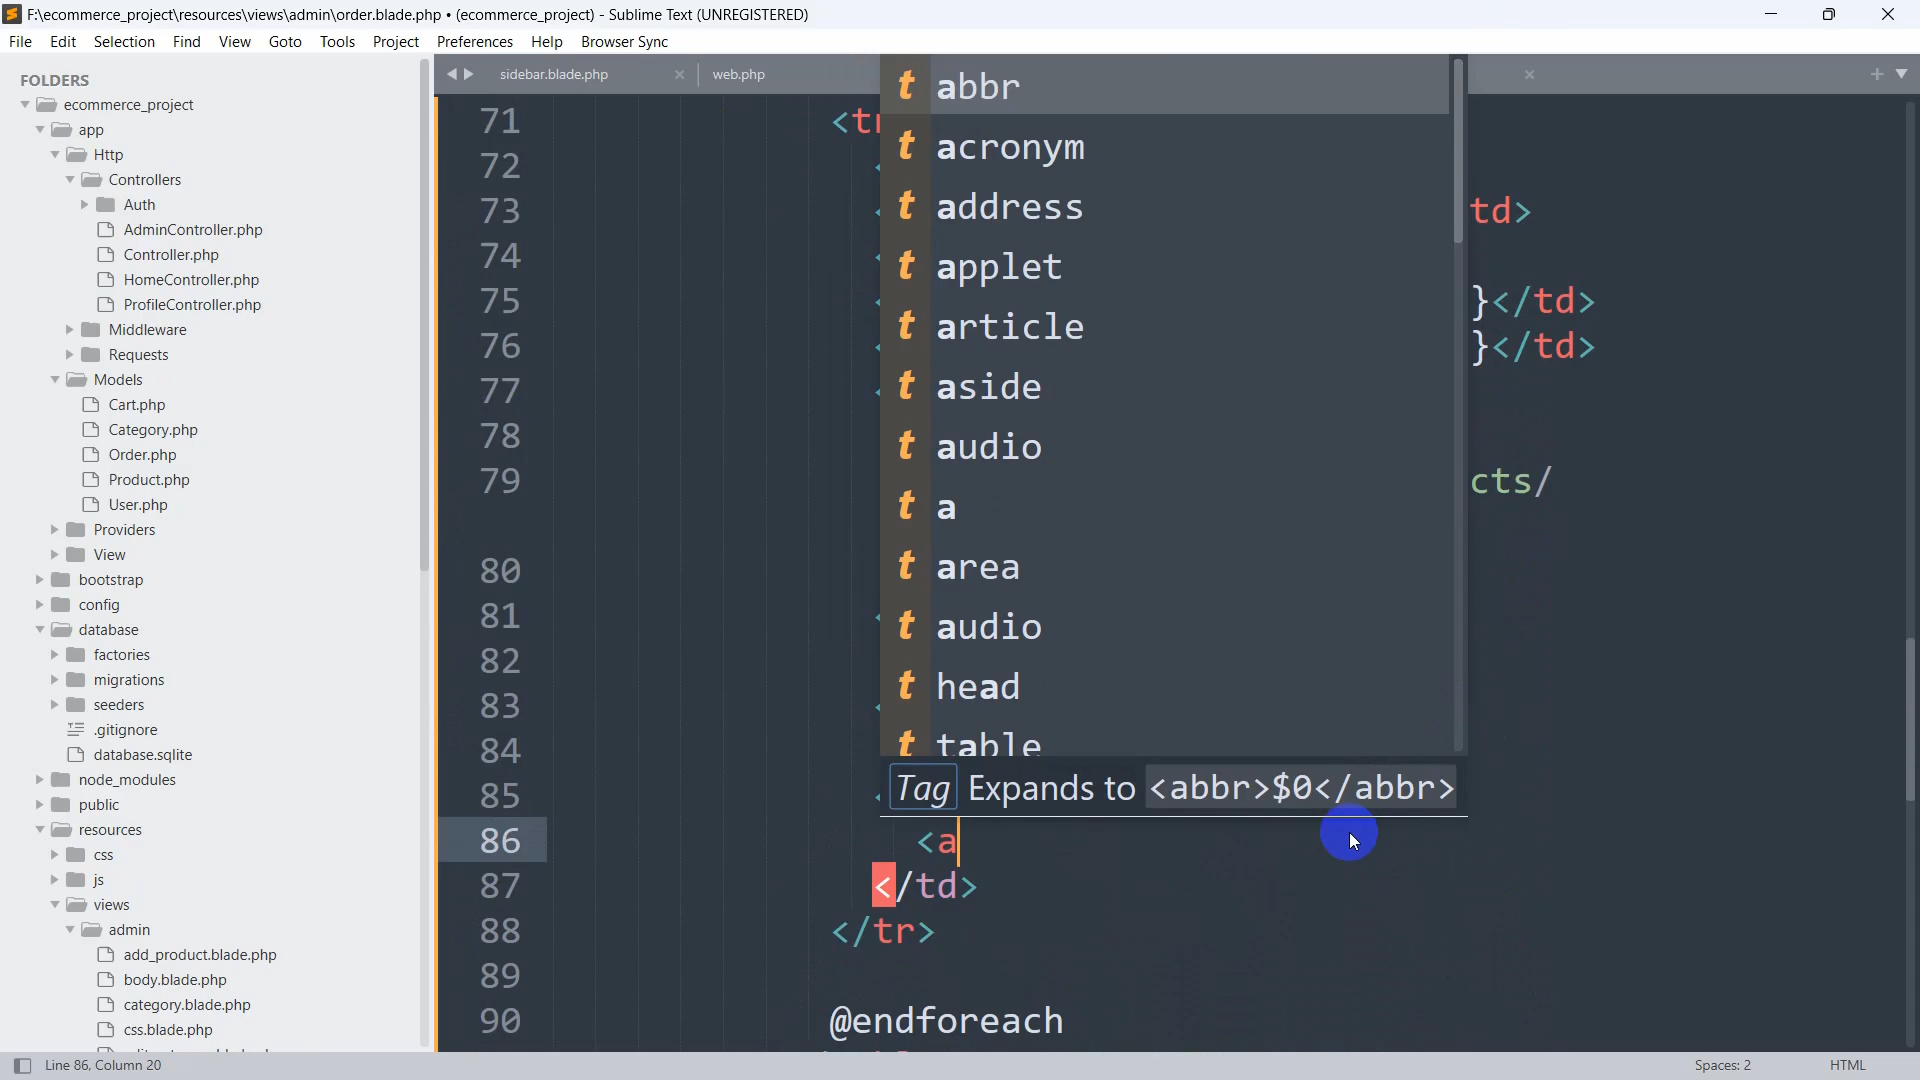 F:\ecommerce_project\resources\views\admin\order.blade.php • (ecommerce_project) - Sublime Text (UNREGISTERED)
File Edit Selection Find View Goto Tools Project Preferences Help Browser Sync
FOLDERS
ecommerce_project
app
Http
Controllers
Auth
AdminController.php
Controller.php
HomeController.php
ProfileController.php
Middleware
Requests
Models
Cart.php
Category.php
Order.php
Product.php
User.php
Providers
View
bootstrap
config
database
factories
migrations
seeders
.gitignore
database.sqlite
node_modules
public
resources
css
js
views
admin
add_product.blade.php
body.blade.php
category.blade.php
css.blade.php
sidebar.blade.php × web.php ×
71 <tr
72
73 td>
74
75 }</td>
76 }</td>
77
78
79 cts/
80
81
82
83
84
85
86 <a
87 </td>
88 </tr>
89
90 @endforeach
t abbr
t acronym
t address
t applet
t article
t aside
t audio
t a
t area
t audio
t head
t table
Tag Expands to <abbr>$0</abbr>
Line 86, Column 20 Spaces: 2 HTML